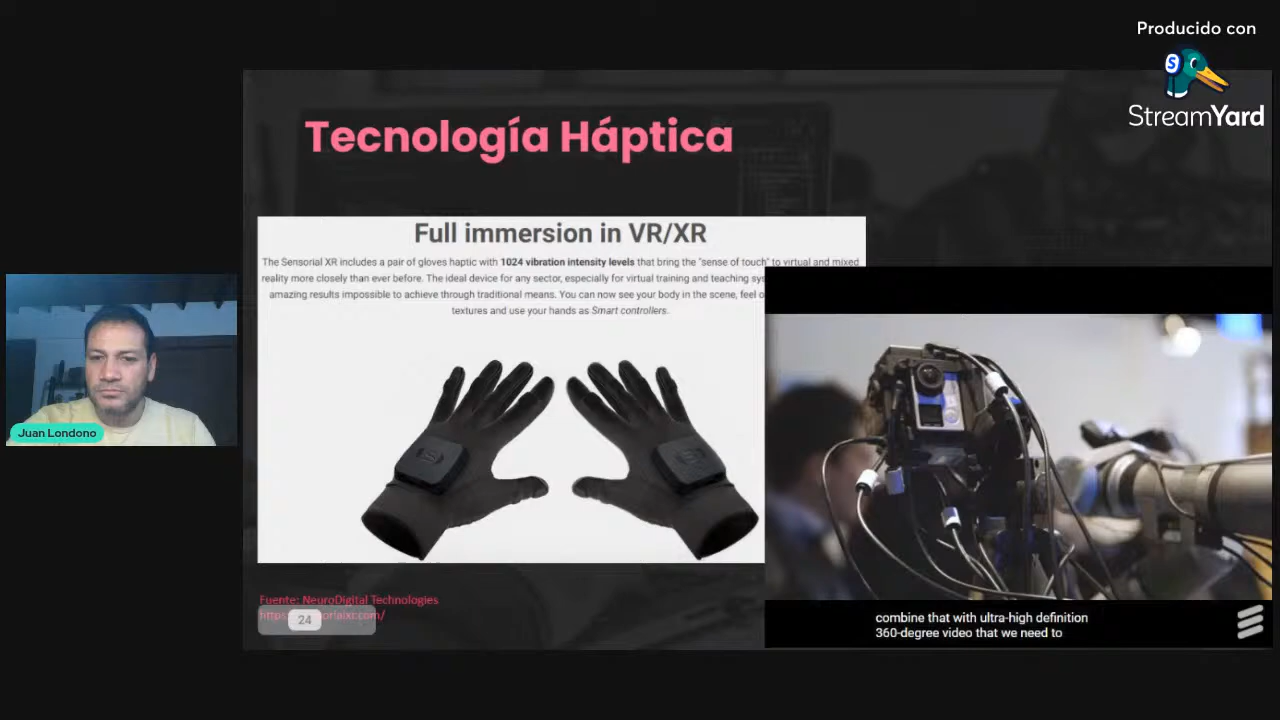 Producido con
StreamYard
Tecnología Háptica
Full immersion in VR/XR
The Sensorial XR includes a pair of gloves haptic with 1024 vibration intensity levels that bring the "sense of touch" to virtual and mixed
reality more closely than ever before. The ideal device for any sector, especially for virtual training and teaching
amazing results impossible to achieve through traditional means. You can now see your body in the scene, feel
textures and use your hands as Smart controllers.
Juan Londono
Fuente: NeuroDigital Technologies
24
combine that with ultra-high definition
360-degree video that we need to